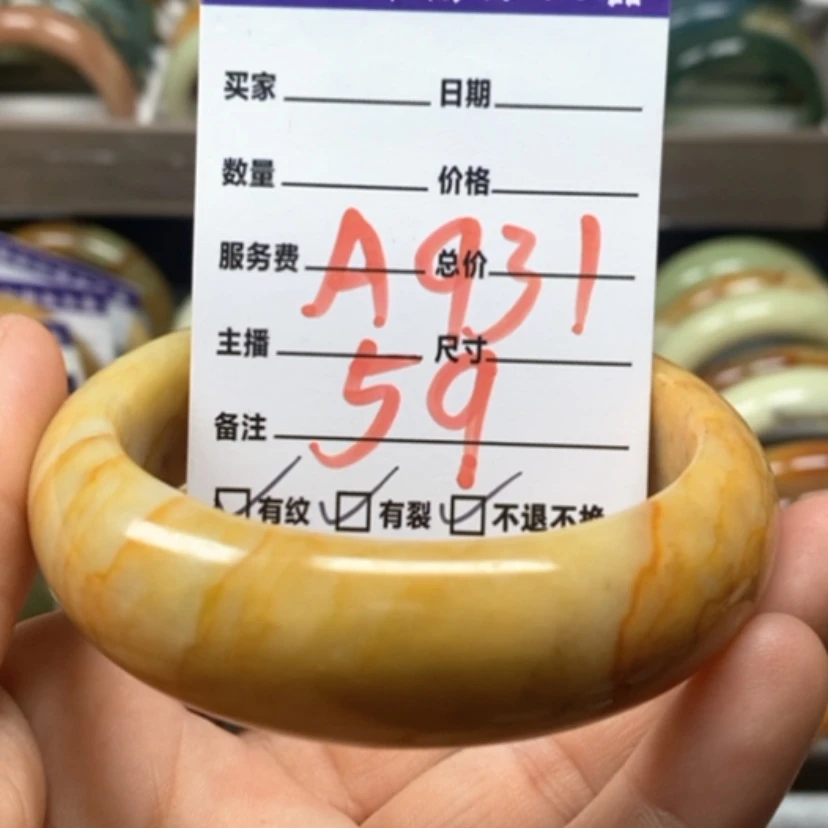 买家 日期
数量 价格
服务费 总价
A931
主播 尺寸
59
备注
有纹 有裂 不退不换